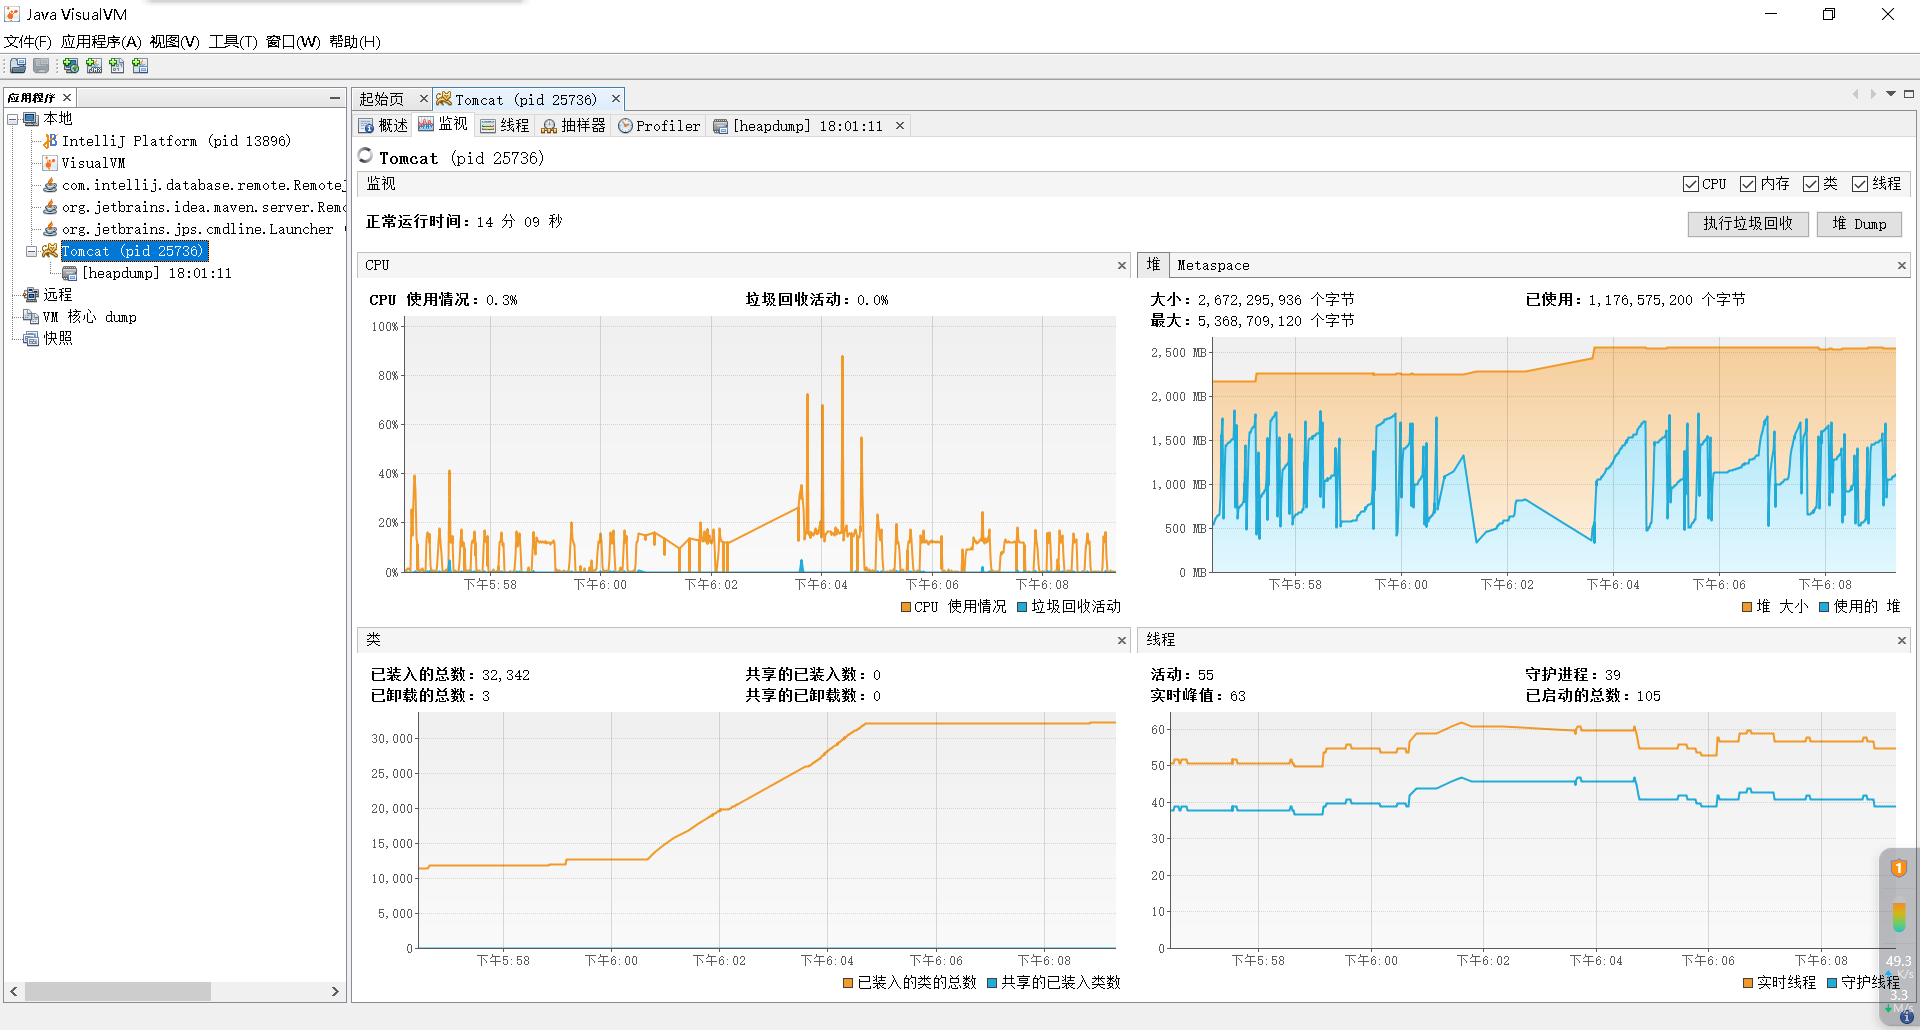 Java VisualVM
文件(F) 应用程序(A) 视图(V) 工具(T) 窗口(W) 帮助(H)
应用程序
本地
IntelliJ Platform (pid 13896)
VisualVM
com.intellij.database.remote.RemoteJ
org.jetbrains.idea.maven.server.Remo
org.jetbrains.jps.cmdline.Launcher (
Tomcat (pid 25736)
[heapdump] 18:01:11
远程
VM 核心 dump
快照
起始页 Tomcat (pid 25736)
概述 监视 线程 抽样器 Profiler [heapdump] 18:01:11
Tomcat (pid 25736)
监视 CPU 内存 类 线程
正常运行时间: 14 分 09 秒 执行垃圾回收 堆 Dump
CPU
CPU 使用情况: 0.3% 垃圾回收活动: 0.0%
100%
80%
60%
40%
20%
0%
下午5:58 下午6:00 下午6:02 下午6:04 下午6:06 下午6:08
CPU 使用情况 垃圾回收活动
堆 Metaspace
大小: 2,672,295,936 个字节 已使用: 1,176,575,200 个字节
最大: 5,368,709,120 个字节
2,500 MB
2,000 MB
1,500 MB
1,000 MB
500 MB
0 MB
下午5:58 下午6:00 下午6:02 下午6:04 下午6:06 下午6:08
堆 大小 使用的 堆
类
已装入的总数: 32,342 共享的已装入数: 0
已卸载的总数: 3 共享的已卸载数: 0
30,000
25,000
20,000
15,000
10,000
5,000
0
下午5:58 下午6:00 下午6:02 下午6:04 下午6:06 下午6:08
已装入的类的总数 共享的已装入类数
线程
活动: 55 守护进程: 39
实时峰值: 63 已启动的总数: 105
60
50
40
30
20
10
0
下午5:58 下午6:00 下午6:02 下午6:04 下午6:06 下午6:08
实时线程 守护线程
1
49.3
K/s
3.3
M/s